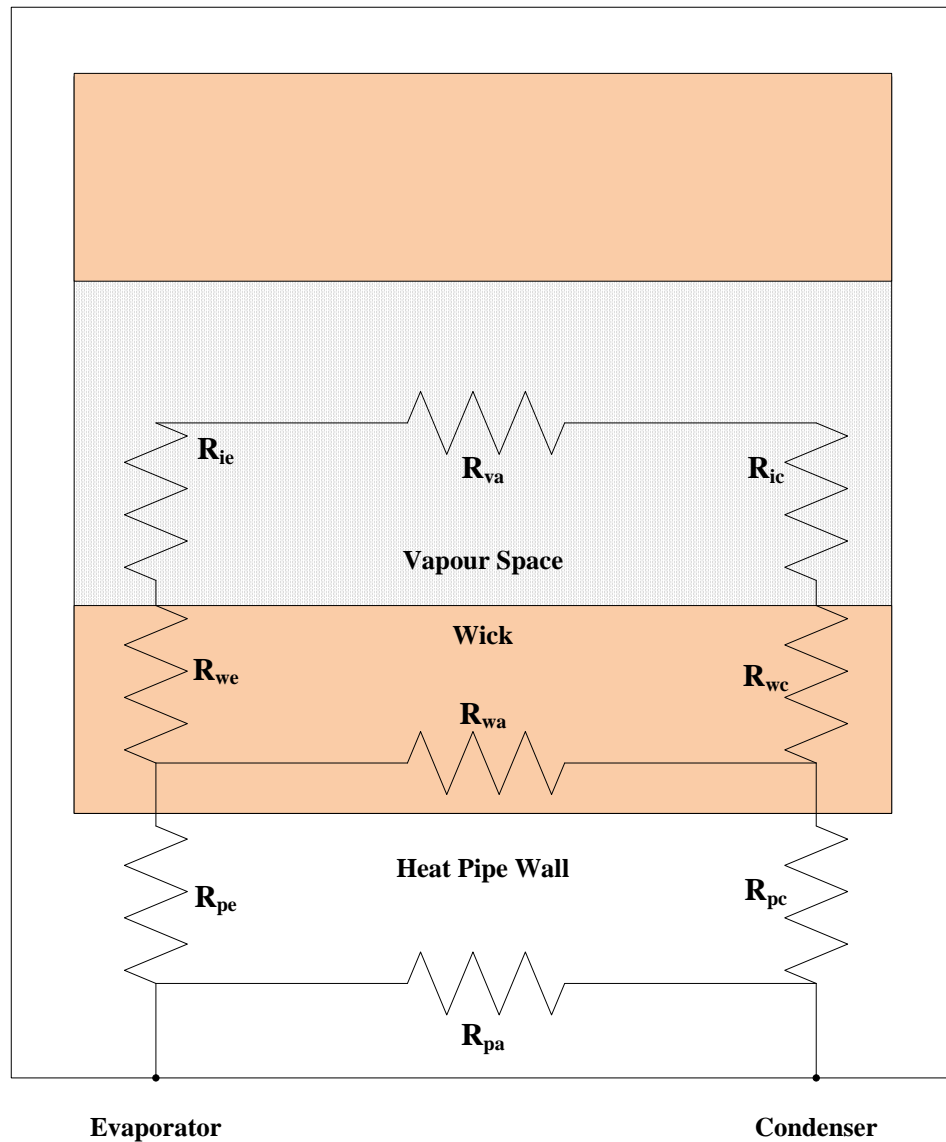 R_ie
R_va
R_ic
Vapour Space
Wick
R_we
R_wc
R_wa
Heat Pipe Wall
R_pe
R_pc
R_pa
Evaporator
Condenser